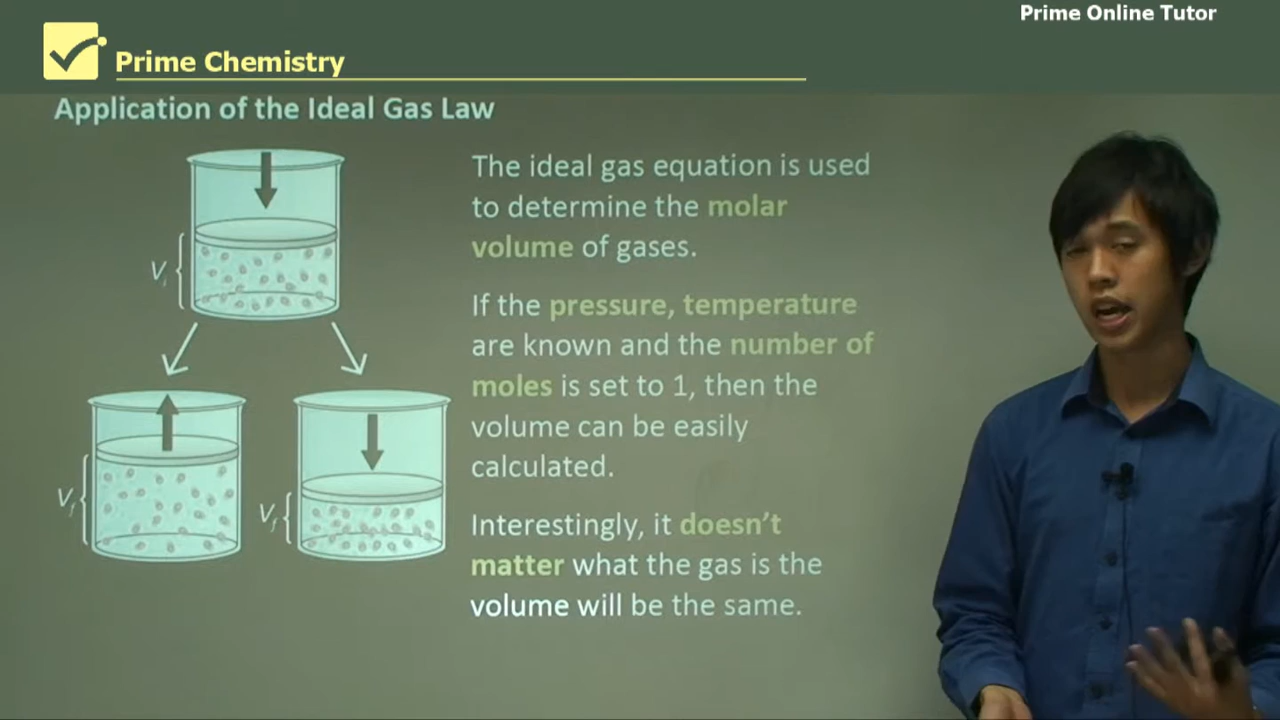 Prime Online Tutor
Prime Chemistry
Application of the Ideal Gas Law
The ideal gas equation is used
to determine the molar
volume of gases.
If the pressure, temperature
are known and the number of
moles is set to 1, then the
volume can be easily
calculated.
Interestingly, it doesn't
matter what the gas is the
volume will be the same.
Vi
Vf
Vf